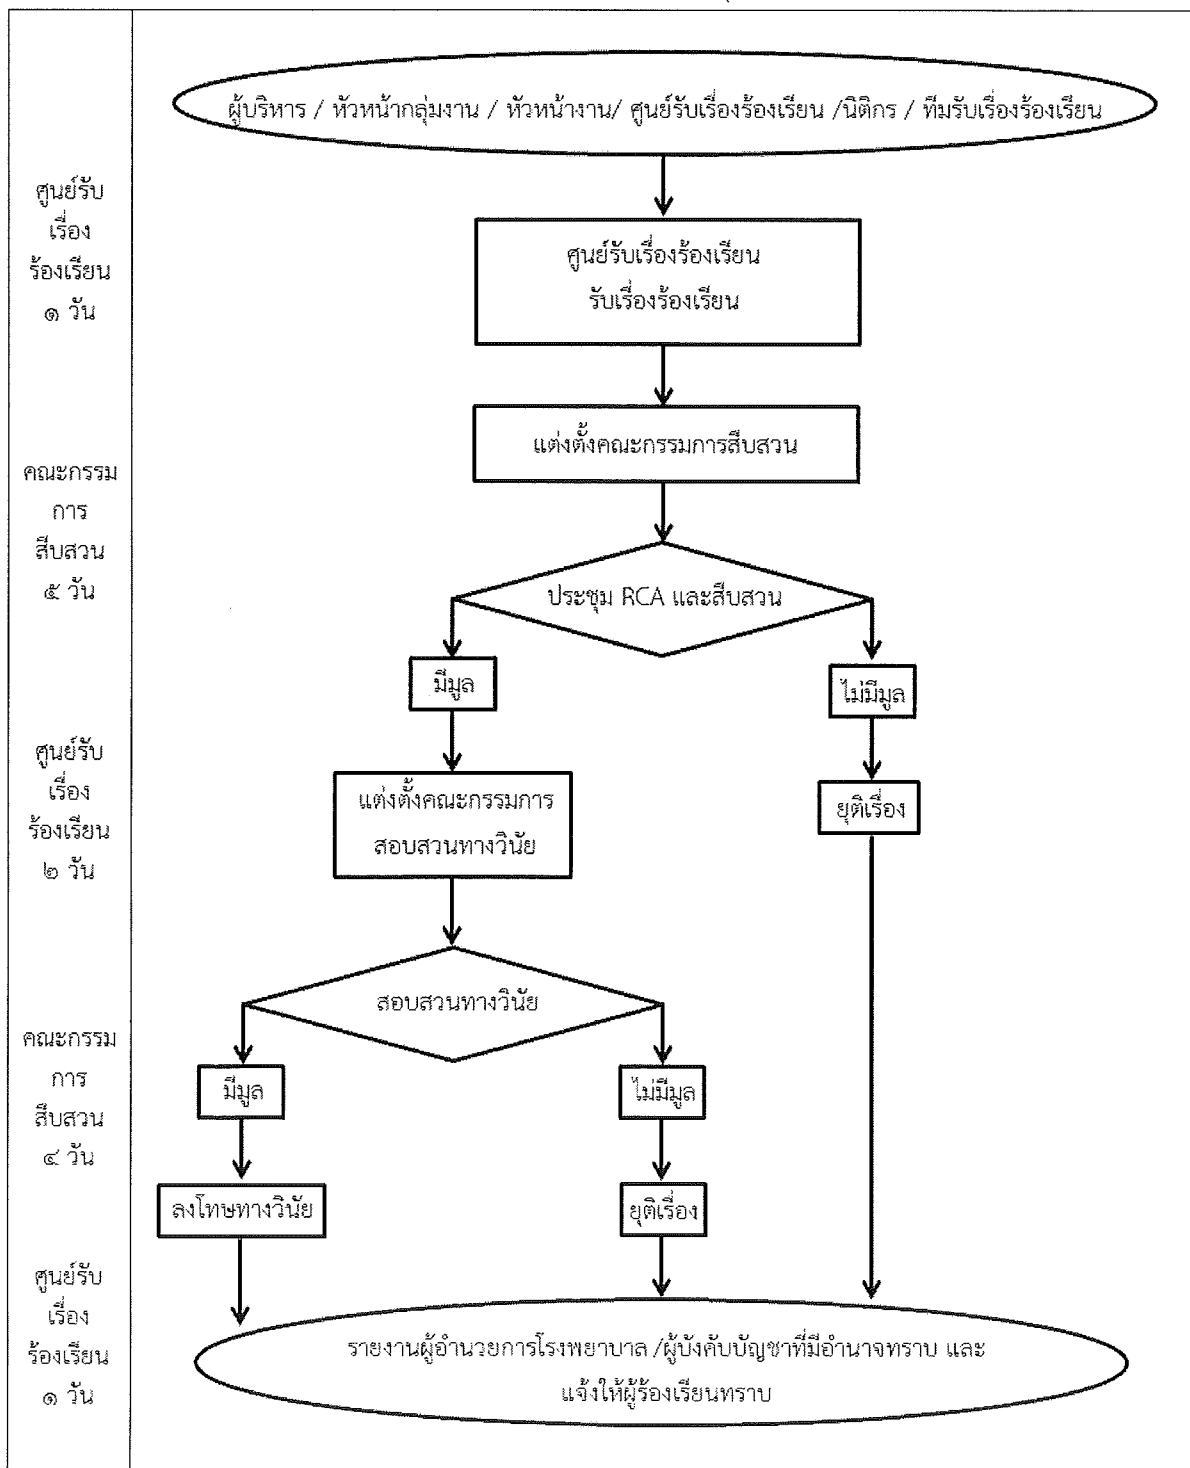 ผู้บริหาร / หัวหน้ากลุ่มงาน / หัวหน้างาน/ ศูนย์รับเรื่องร้องเรียน /นิติกร / ทีมรับเรื่องร้องเรียน
ศูนย์รับ
เรื่อง
ร้องเรียน
๑ วัน
ศูนย์รับเรื่องร้องเรียน
รับเรื่องร้องเรียน
แต่งตั้งคณะกรรมการสืบสวน
คณะกรรม
การ
สืบสวน
๕ วัน
ประชุม RCA และสืบสวน
มีมูล
ไม่มีมูล
ศูนย์รับ
เรื่อง
ร้องเรียน
๒ วัน
แต่งตั้งคณะกรรมการ
สอบสวนทางวินัย
ยุติเรื่อง
สอบสวนทางวินัย
คณะกรรม
การ
สืบสวน
๔ วัน
มีมูล
ไม่มีมูล
ลงโทษทางวินัย
ยุติเรื่อง
ศูนย์รับ
เรื่อง
ร้องเรียน
๑ วัน
รายงานผู้อำนวยการโรงพยาบาล /ผู้บังคับบัญชาที่มีอำนาจทราบ และ
แจ้งให้ผู้ร้องเรียนทราบ